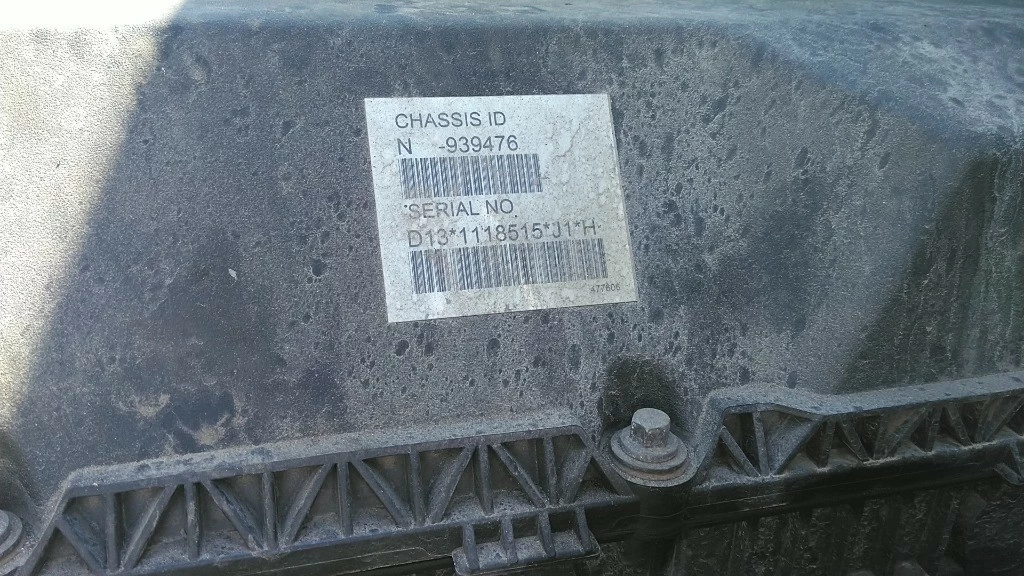 CHASSIS ID
N -939476
SERIAL NO.
D13*1118515*J1*H
477606